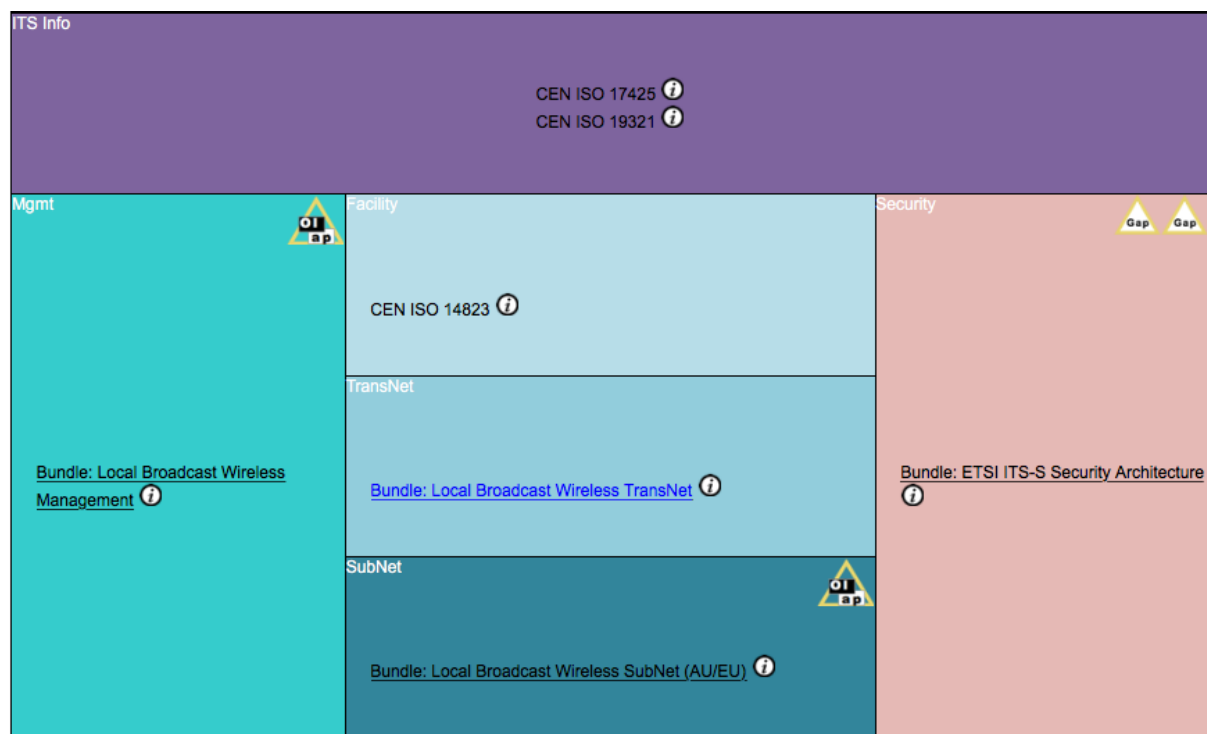 ITS Info
CEN ISO 17425 i
CEN ISO 19321 i
Mgmt
OI
ap
Bundle: Local Broadcast Wireless
Management i
Facility
CEN ISO 14823 i
TransNet
Bundle: Local Broadcast Wireless TransNet i
SubNet
OI
ap
Bundle: Local Broadcast Wireless SubNet (AU/EU) i
Security
Gap Gap
Bundle: ETSI ITS-S Security Architecture
i